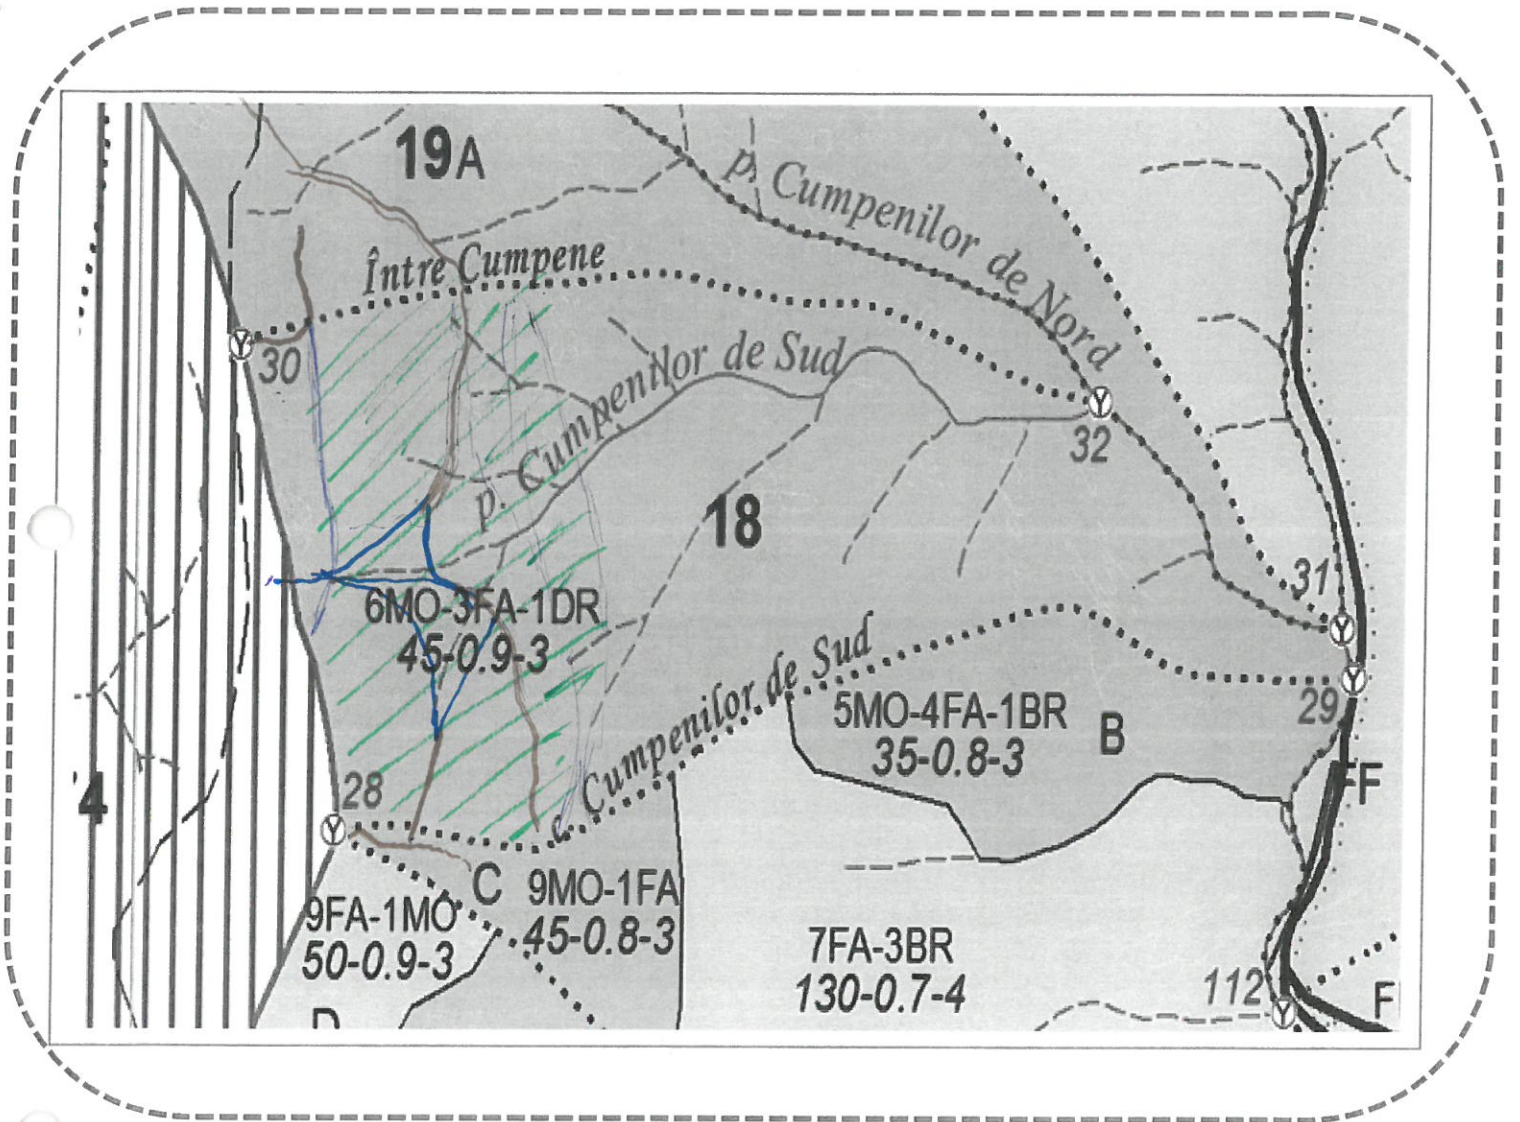 19A
p. Cumpenilor de Nord
Între Cumpene
30
p. Cumpenilor de Sud
32
18
31
6MO-3FA-1DR
45-0.9-3
c. Cumpenilor de Sud
29
5MO-4FA-1BR
35-0.8-3
B
FF
4
28
C
9MO-1FA
45-0.8-3
9FA-1MO
50-0.9-3
7FA-3BR
130-0.7-4
112
F
D